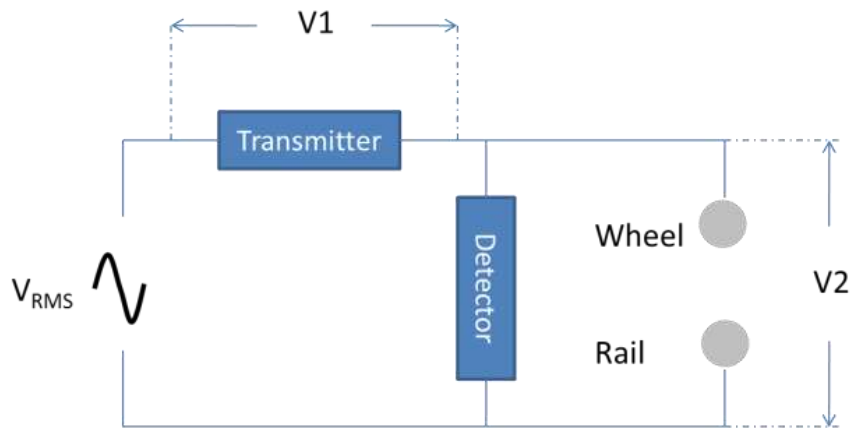 V1
Transmitter
Detector
Wheel
Rail
VRMS
V2